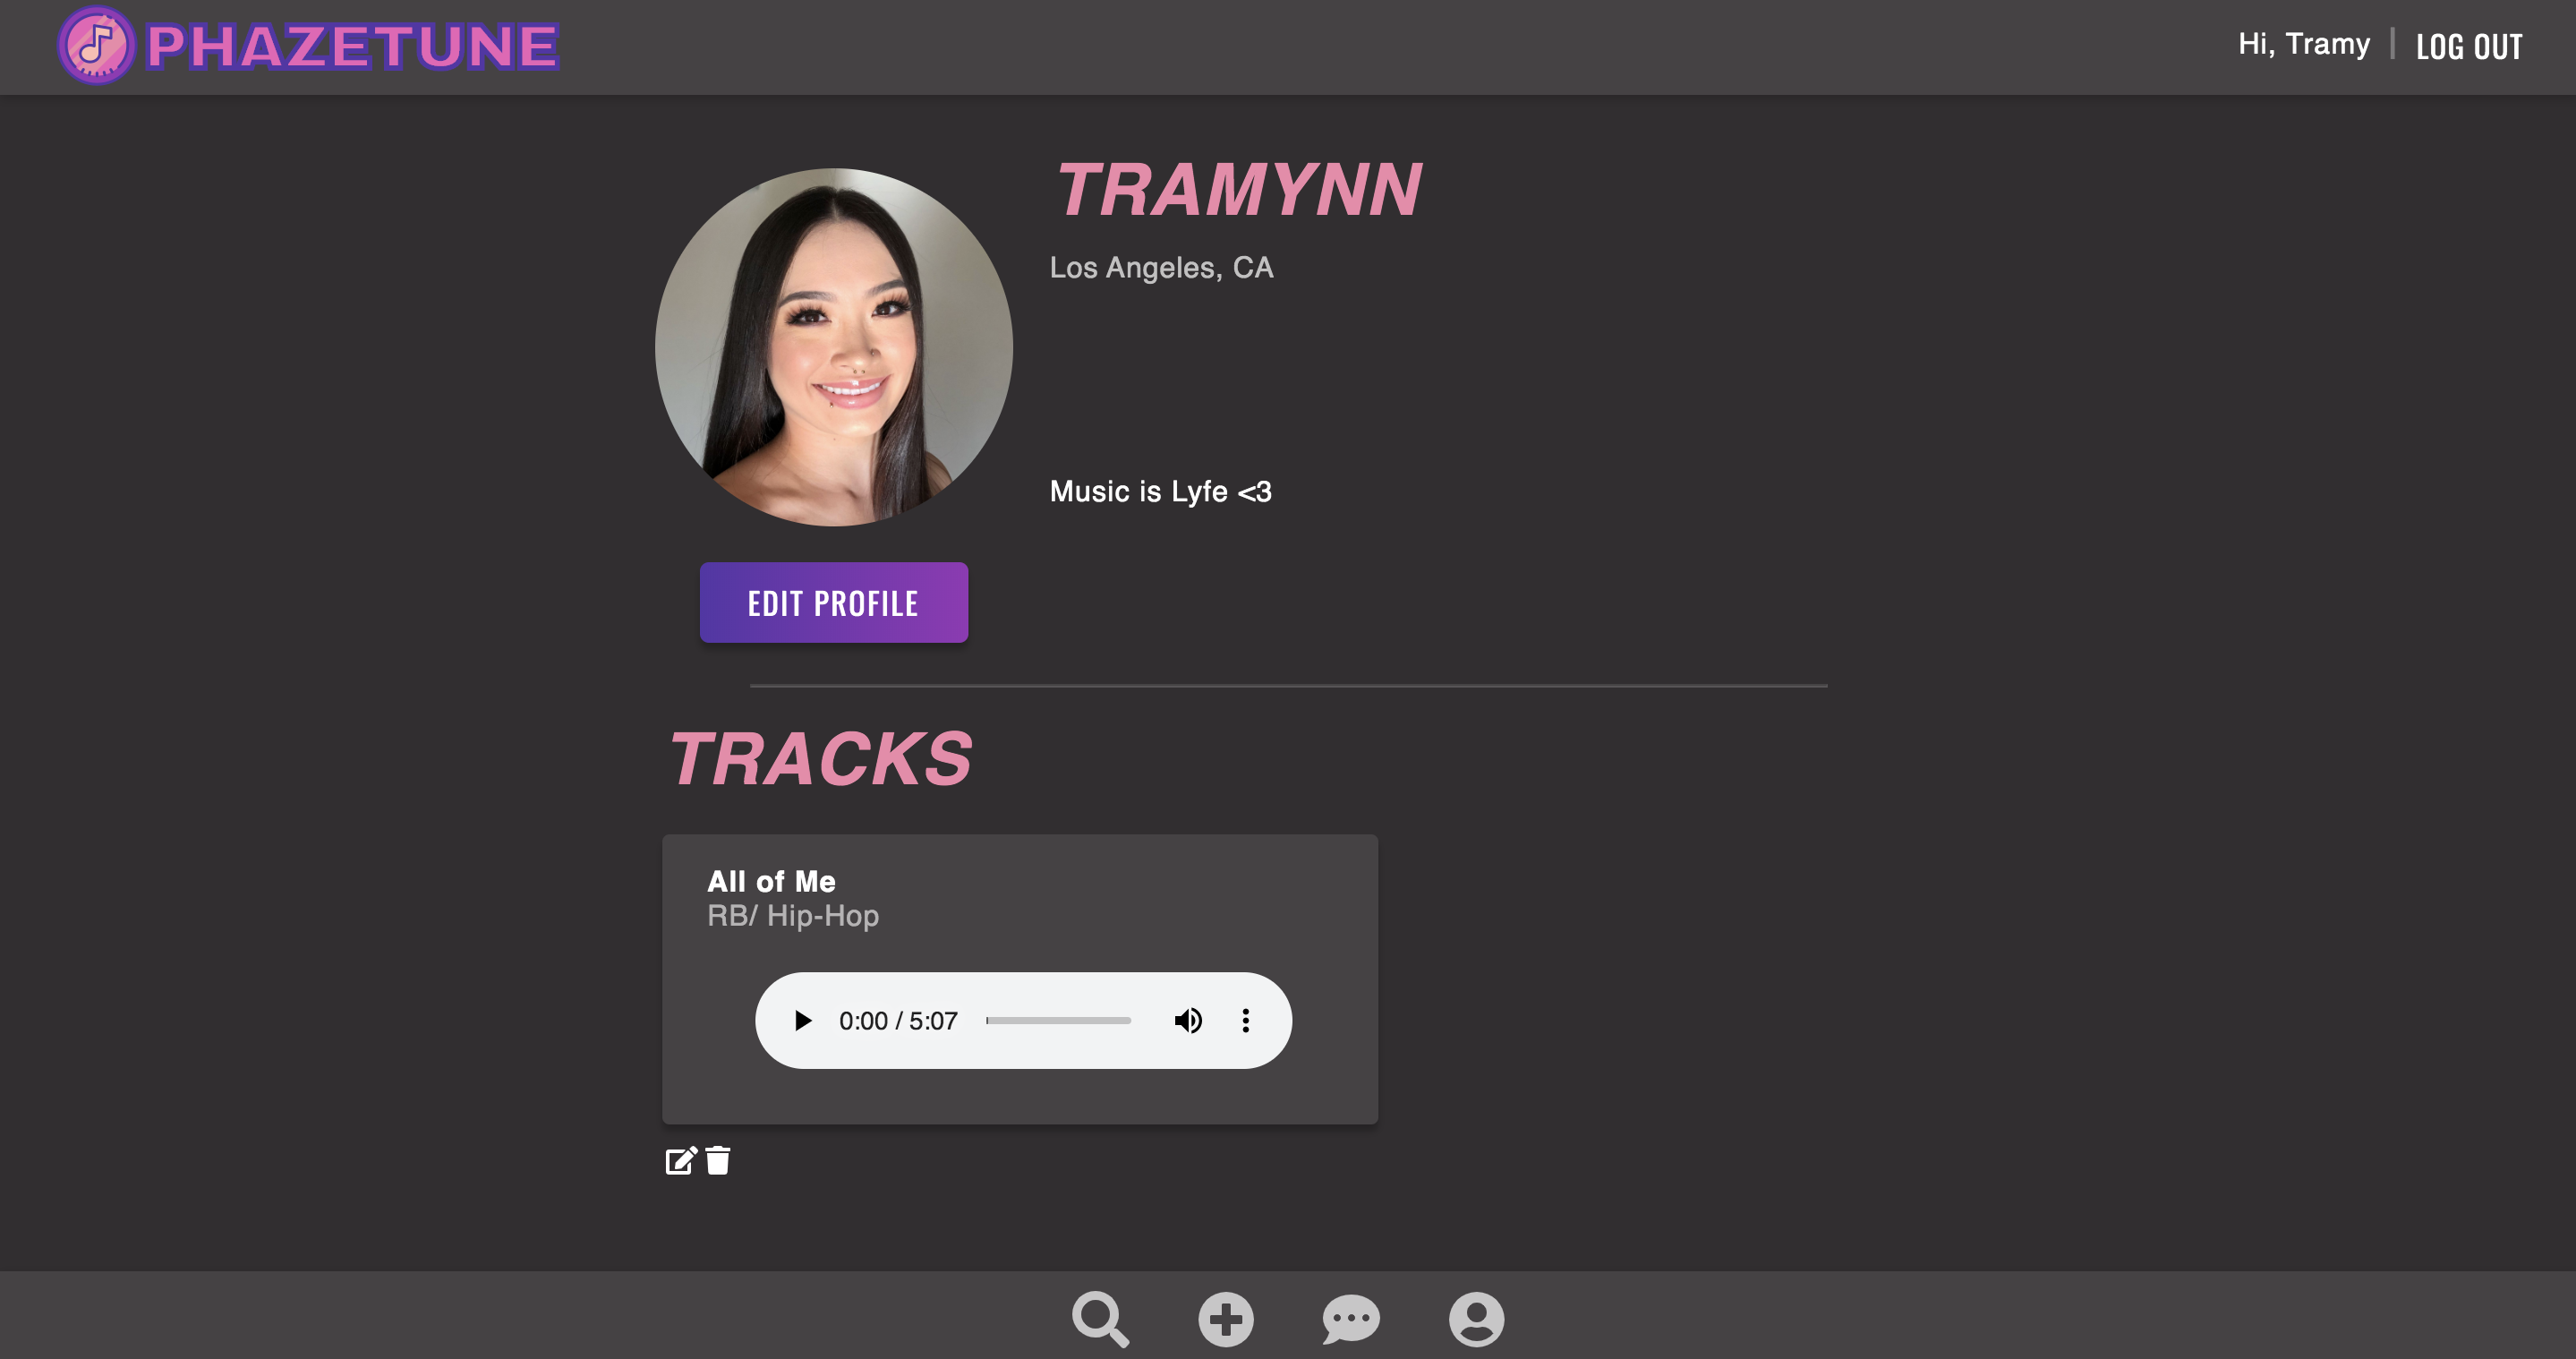 PHAZETUNE
Hi, Tramy | LOG OUT
TRAMYNN
Los Angeles, CA
Music is Lyfe <3
EDIT PROFILE
TRACKS
All of Me
RB/ Hip-Hop
0:00 / 5:07